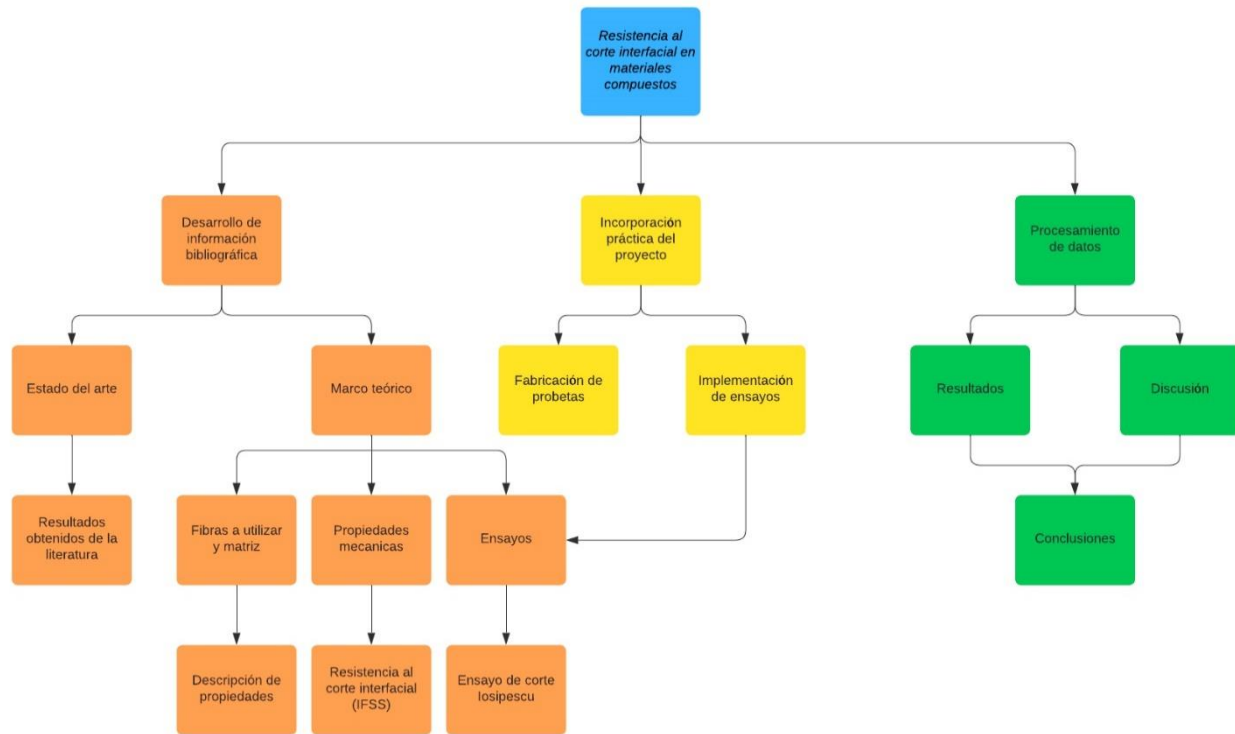 Resistencia al
corte interfacial en
materiales
compuestos
Desarrollo de
información
bibliográfica
Incorporación
práctica del
proyecto
Procesamiento
de datos
Estado del arte
Marco teórico
Fabricación de
probetas
Implementación
de ensayos
Resultados
Discusión
Resultados
obtenidos de la
literatura
Fibras a utilizar
y matriz
Propiedades
mecanicas
Ensayos
Conclusiones
Descripción de
propiedades
Resistencia al
corte interfacial
(IFSS)
Ensayo de corte
Iosipescu